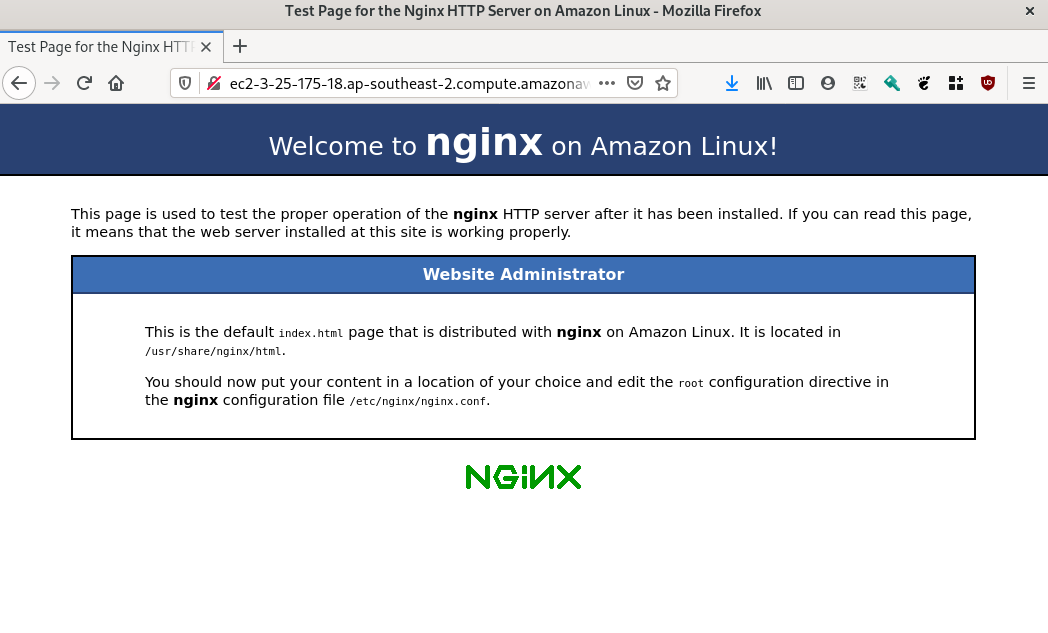 Test Page for the Nginx HTTP Server on Amazon Linux - Mozilla Firefox
Test Page for the Nginx HTT
ec2-3-25-175-18.ap-southeast-2.compute.amazonaw
Welcome to nginx on Amazon Linux!
This page is used to test the proper operation of the nginx HTTP server after it has been installed. If you can read this page,
it means that the web server installed at this site is working properly.
Website Administrator
This is the default index.html page that is distributed with nginx on Amazon Linux. It is located in
/usr/share/nginx/html.
You should now put your content in a location of your choice and edit the root configuration directive in
the nginx configuration file /etc/nginx/nginx.conf.
NGiNX